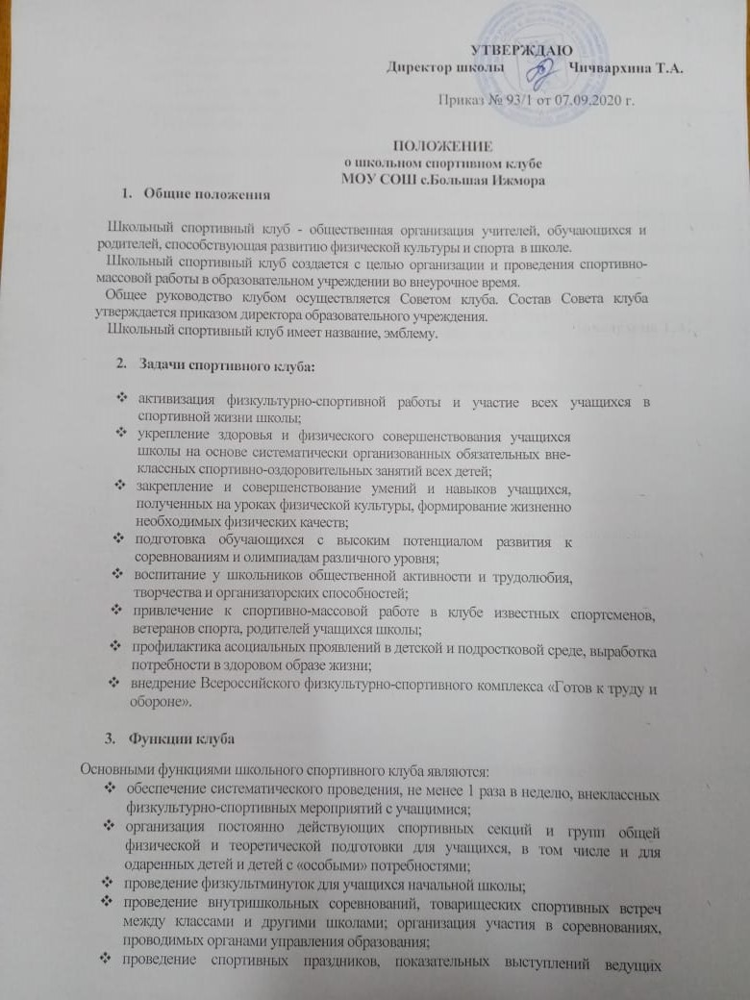 УТВЕРЖДАЮ
Директор школы Чичвархина Т.А.
Приказ № 93/1 от 07.09.2020 г.
ПОЛОЖЕНИЕ
о школьном спортивном клубе
МОУ СОШ с.Большая Ижмора
1. Общие положения
Школьный спортивный клуб - общественная организация учителей, обучающихся и
родителей, способствующая развитию физической культуры и спорта в школе.
Школьный спортивный клуб создается с целью организации и проведения спортивно-
массовой работы в образовательном учреждении во внеурочное время.
Общее руководство клубом осуществляется Советом клуба. Состав Совета клуба
утверждается приказом директора образовательного учреждения.
Школьный спортивный клуб имеет название, эмблему.
2. Задачи спортивного клуба:
❖ активизация физкультурно-спортивной работы и участие всех учащихся в
спортивной жизни школы;
❖ укрепление здоровья и физического совершенствования учащихся
школы на основе систематически организованных обязательных вне-
классных спортивно-оздоровительных занятий всех детей;
❖ закрепление и совершенствование умений и навыков учащихся,
полученных на уроках физической культуры, формирование жизненно
необходимых физических качеств;
❖ подготовка обучающихся с высоким потенциалом развития к
соревнованиям и олимпиадам различного уровня;
❖ воспитание у школьников общественной активности и трудолюбия,
творчества и организаторских способностей;
❖ привлечение к спортивно-массовой работе в клубе известных спортсменов,
ветеранов спорта, родителей учащихся школы;
❖ профилактика асоциальных проявлений в детской и подростковой среде, выработка
потребности в здоровом образе жизни;
❖ внедрение Всероссийского физкультурно-спортивного комплекса «Готов к труду и
обороне».
3. Функции клуба
Основными функциями школьного спортивного клуба являются:
❖ обеспечение систематического проведения, не менее 1 раза в неделю, внеклассных
физкультурно-спортивных мероприятий с учащимися;
❖ организация постоянно действующих спортивных секций и групп общей
физической и теоретической подготовки для учащихся, в том числе и для
одаренных детей и детей с «особыми» потребностями;
❖ проведение физкультминуток для учащихся начальной школы;
❖ проведение внутришкольных соревнований, товарищеских спортивных встреч
между классами и другими школами; организация участия в соревнованиях,
проводимых органами управления образования;
❖ проведение спортивных праздников, показательных выступлений ведущих